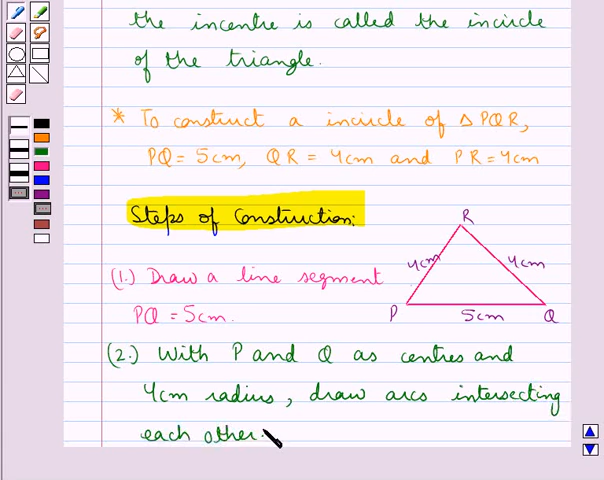 the incentre is called the incircle
of the triangle.
* To construct a incircle of △ PQR,
PQ = 5cm, QR = 4cm and PR = 4cm
Steps of Construction:
R
4cm
4cm
(1.) Draw a line segment
PQ = 5cm.
P
5cm
Q
(2.) With P and Q as centres and
4cm radius, draw arcs intersecting
each other.